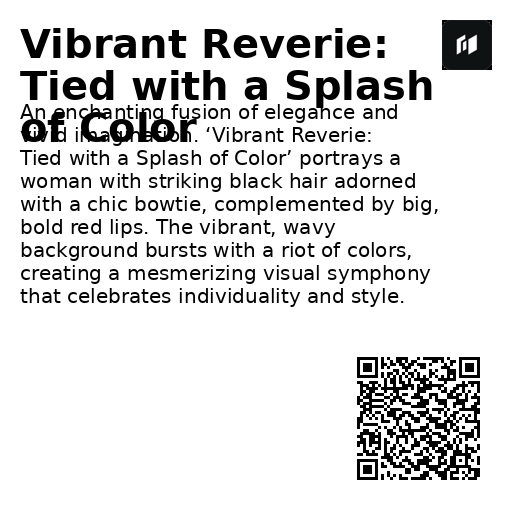 Vibrant Reverie:
Tied with a Splash
of Color
An enchanting fusion of elegance and
vivid imagination. ‘Vibrant Reverie:
Tied with a Splash of Color’ portrays a
woman with striking black hair adorned
with a chic bowtie, complemented by big,
bold red lips. The vibrant, wavy
background bursts with a riot of colors,
creating a mesmerizing visual symphony
that celebrates individuality and style.